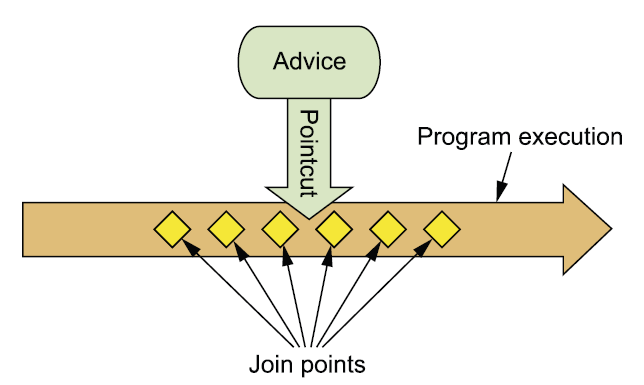 Advice
Pointcut
Program execution
Join points